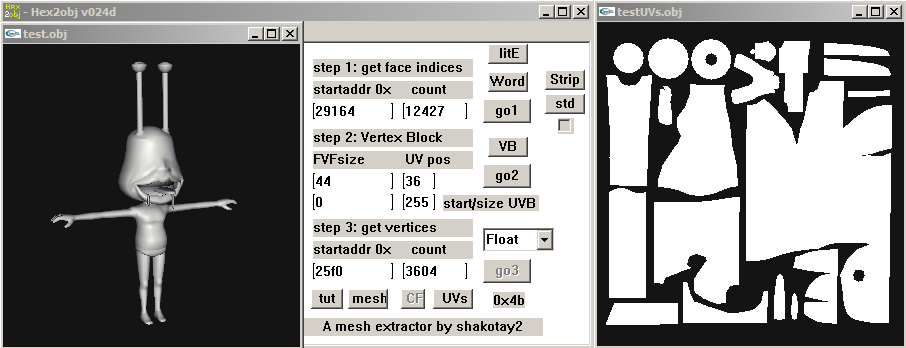 Hex2obj - Hex2obj v024d
test.obj
testUVs.obj
step 1: get face indices
litE
startaddr 0x count
Word
Strip
29164 12427
go1
std
step 2: Vertex Block
VB
FVFsize UV pos
44 36
go2
0 255 start/size UVB
step 3: get vertices
startaddr 0x count
Float
25f0 3604
go3
tut mesh CF UVs 0x4b
A mesh extractor by shakotay2